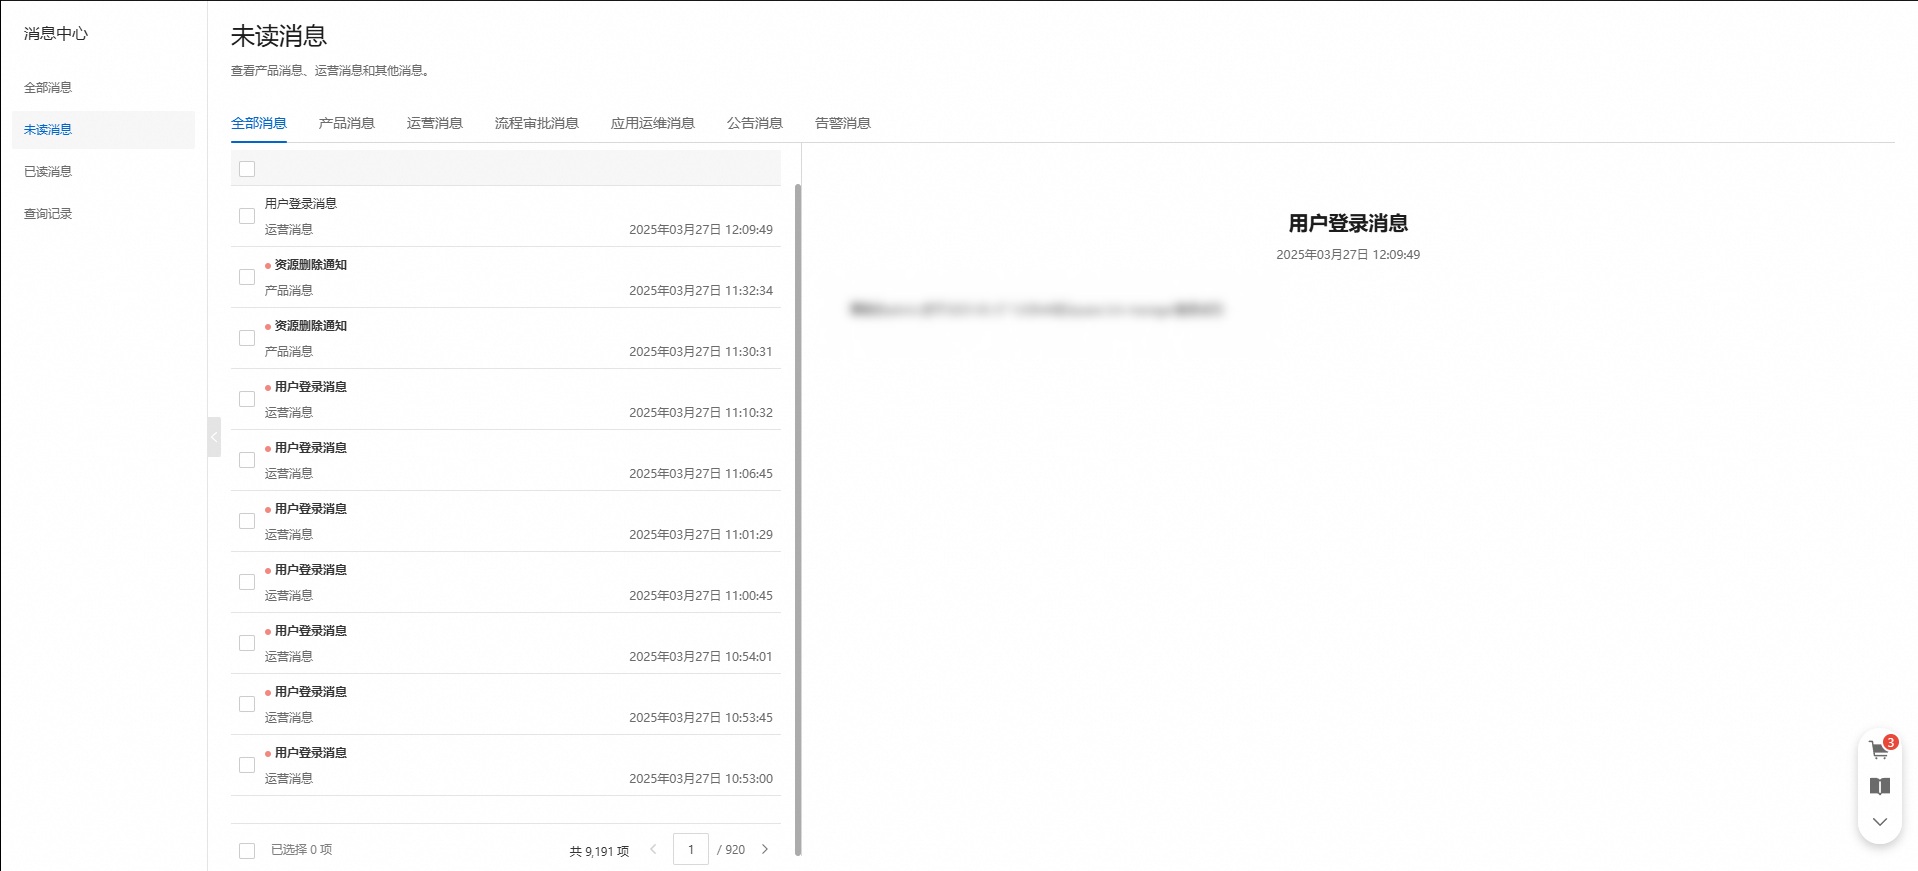 消息中心
全部消息
未读消息
已读消息
查询记录
未读消息
查看产品消息、运营消息和其他消息。
全部消息 产品消息 运营消息 流程审批消息 应用运维消息 公告消息 告警消息
用户登录消息
运营消息 2025年03月27日 12:09:49
资源删除通知
产品消息 2025年03月27日 11:32:34
资源删除通知
产品消息 2025年03月27日 11:30:31
用户登录消息
运营消息 2025年03月27日 11:10:32
用户登录消息
运营消息 2025年03月27日 11:06:45
用户登录消息
运营消息 2025年03月27日 11:01:29
用户登录消息
运营消息 2025年03月27日 11:00:45
用户登录消息
运营消息 2025年03月27日 10:54:01
用户登录消息
运营消息 2025年03月27日 10:53:45
用户登录消息
运营消息 2025年03月27日 10:53:00
已选择 0 项 共 9,191 项 1 / 920
用户登录消息
2025年03月27日 12:09:49
3